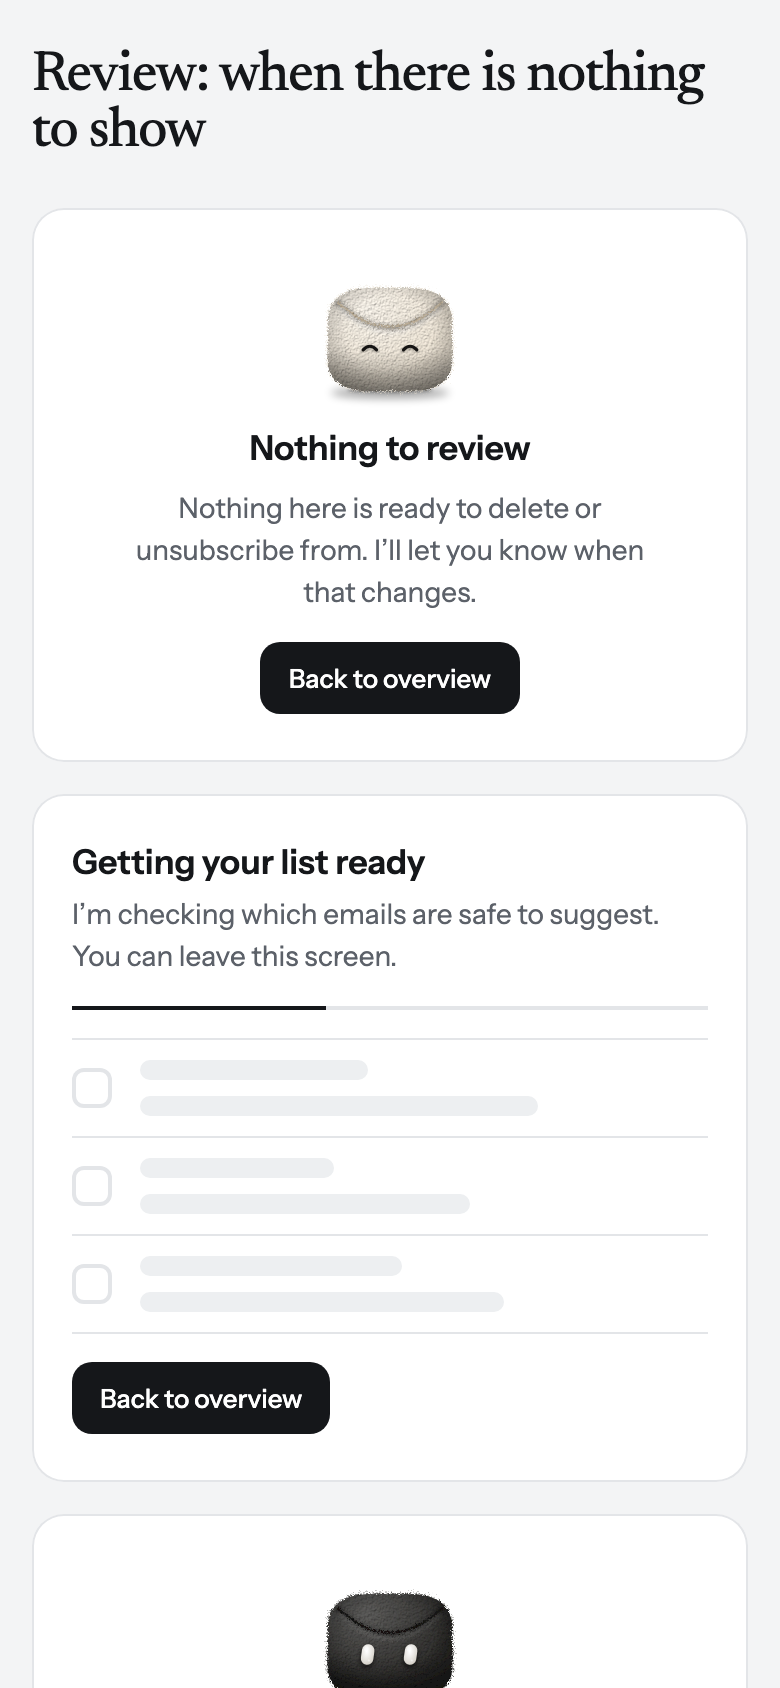 Review: when there is nothing
to show
Nothing to review
Nothing here is ready to delete or
unsubscribe from. I’ll let you know when
that changes.
Back to overview
Getting your list ready
I’m checking which emails are safe to suggest.
You can leave this screen.
Back to overview